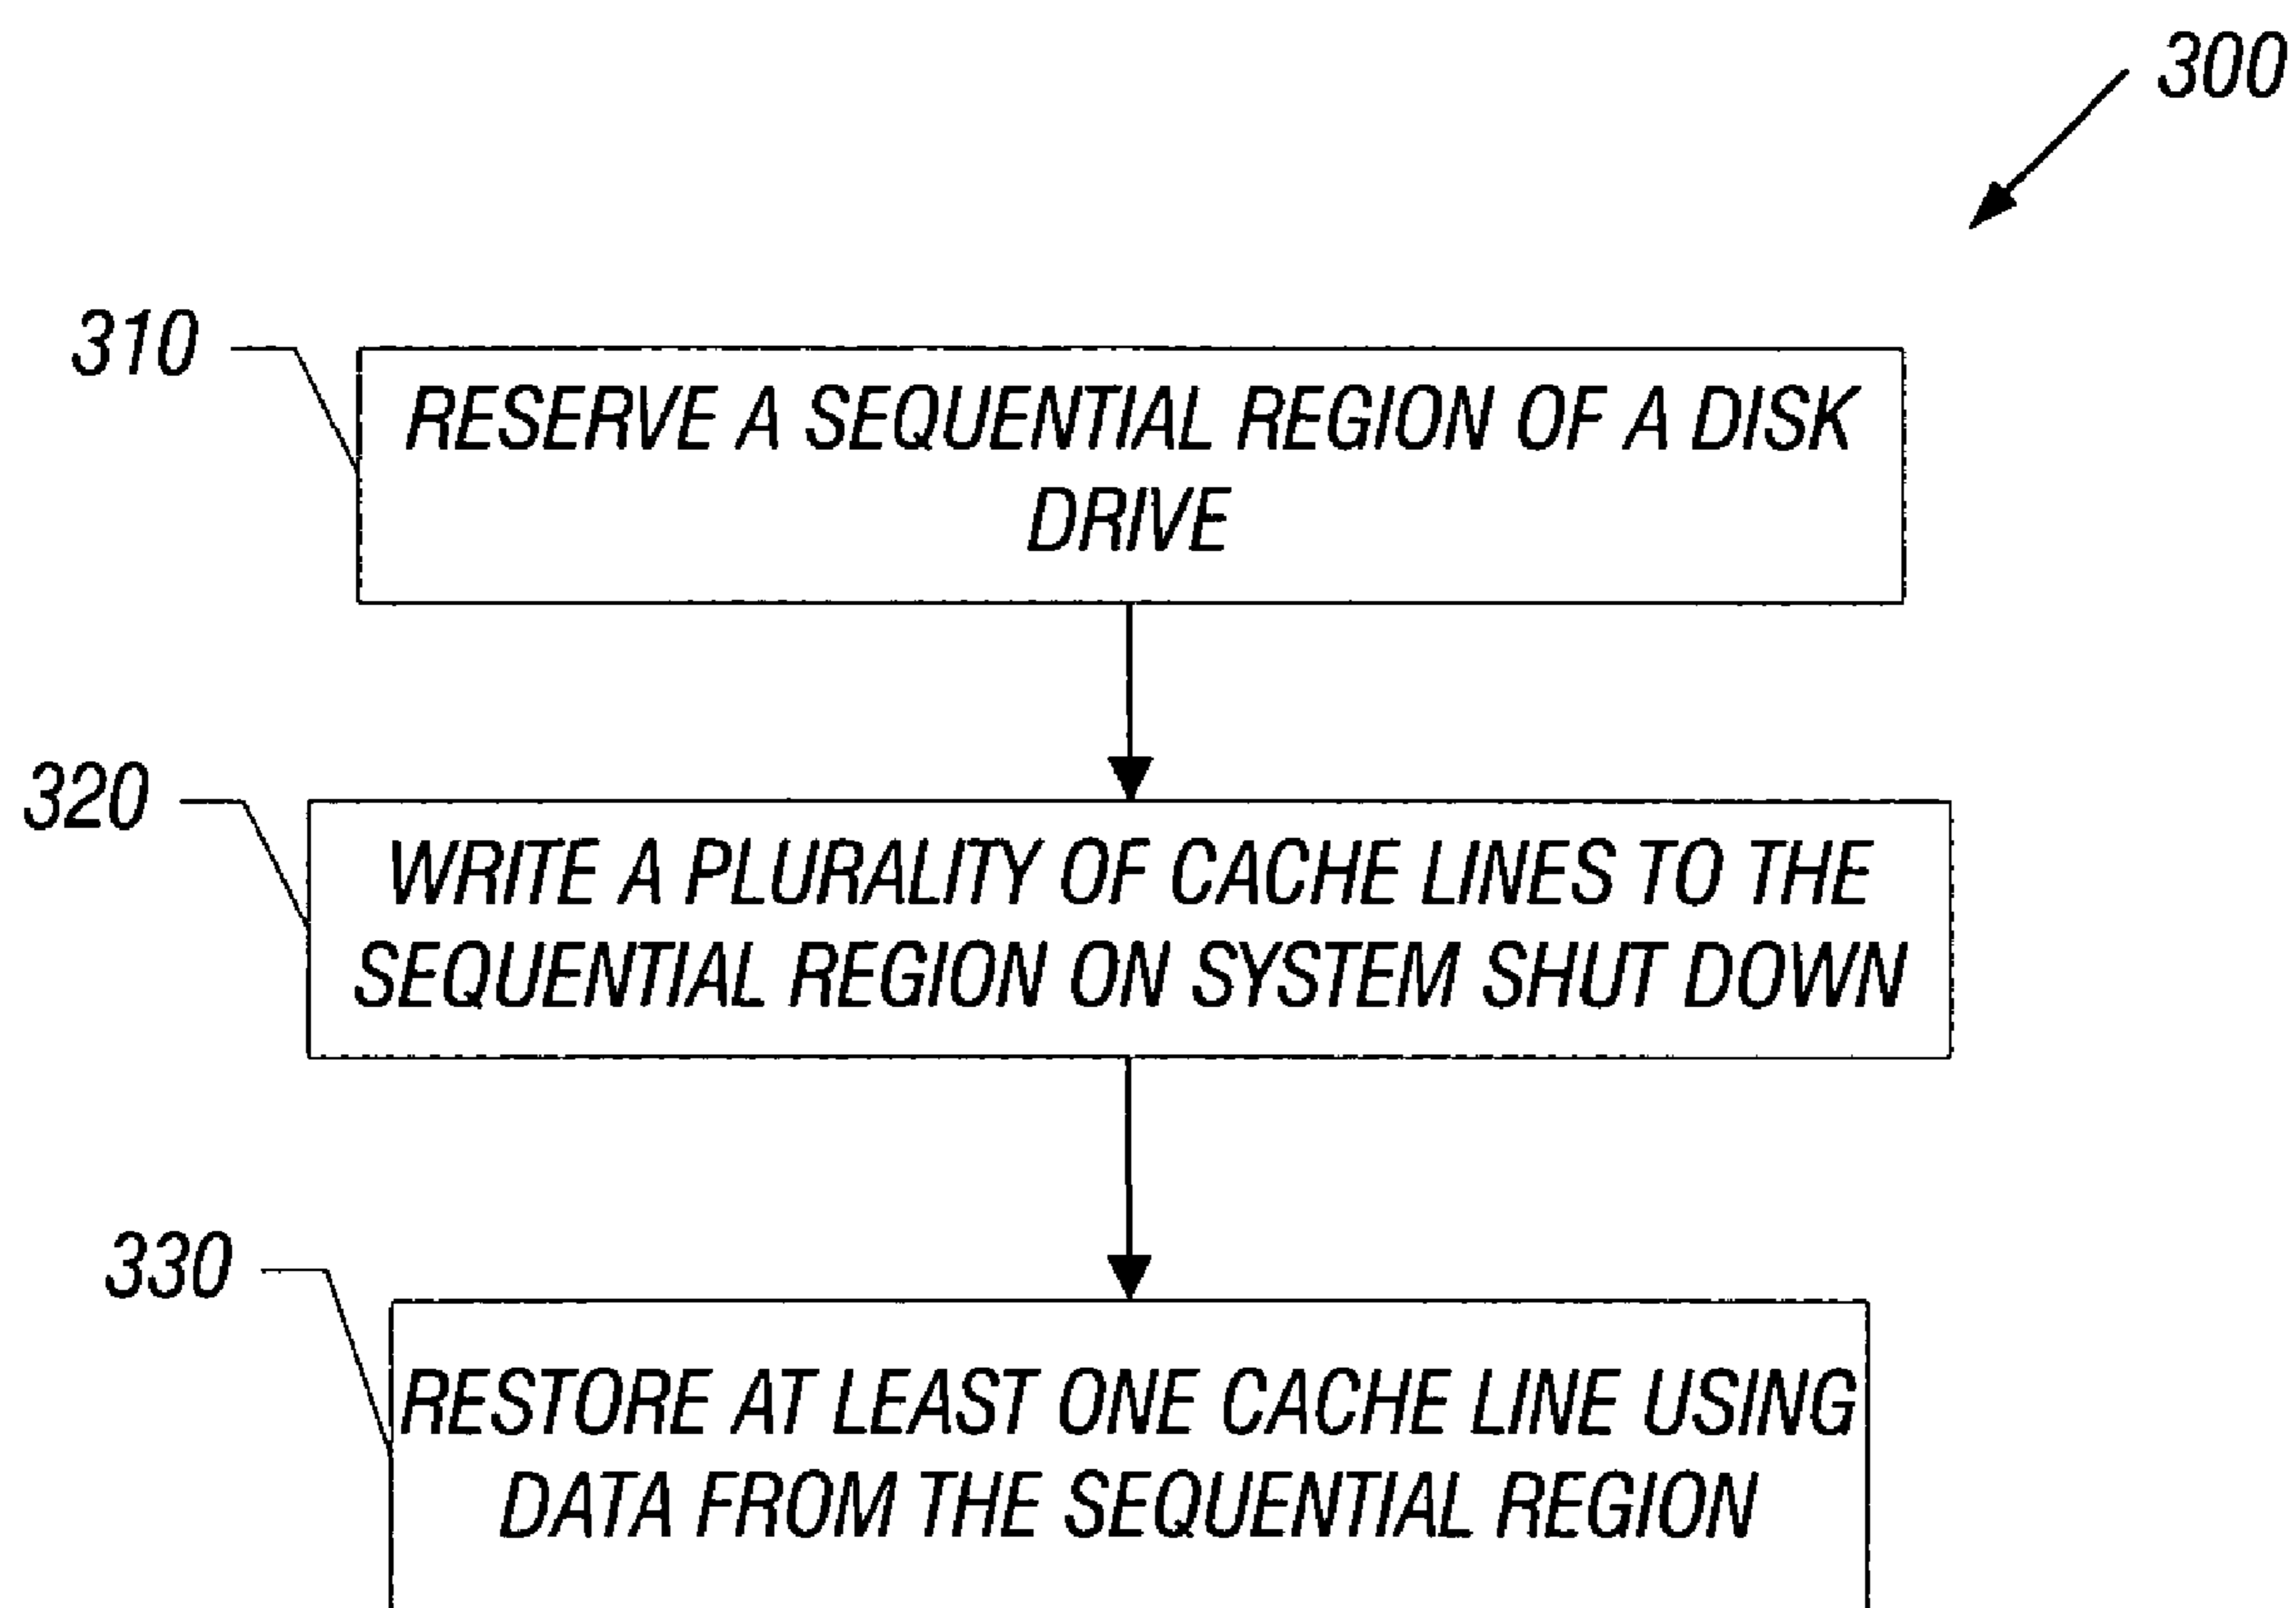 300
310
RESERVE A SEQUENTIAL REGION OF A DISK
DRIVE
320
WRITE A PLURALITY OF CACHE LINES TO THE
SEQUENTIAL REGION ON SYSTEM SHUT DOWN
330
RESTORE AT LEAST ONE CACHE LINE USING
DATA FROM THE SEQUENTIAL REGION